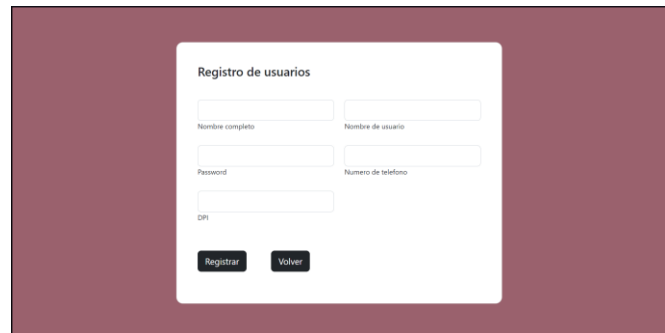 Registro de usuarios
Nombre completo
Nombre de usuario
Password
Numero de telefono
DPI
Registrar
Volver